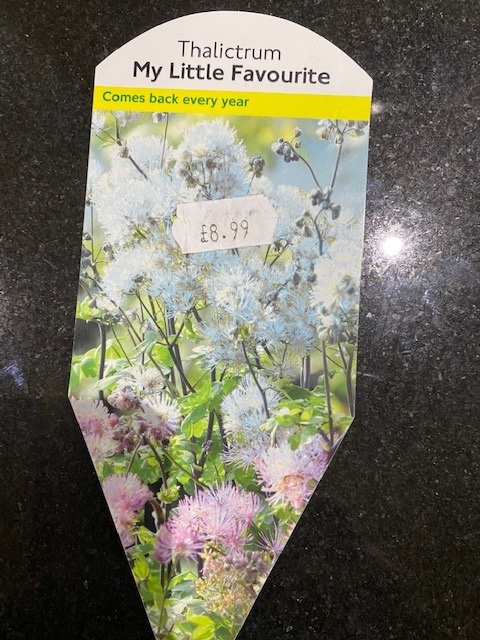 Thalictrum
My Little Favourite
Comes back every year
£8.99